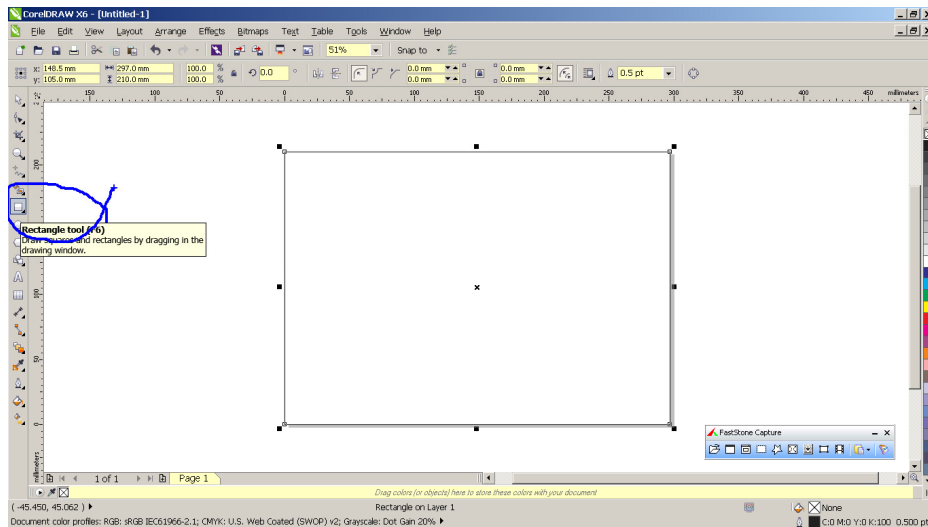 CorelDRAW X6 - [Untitled-1]
File Edit View Layout Arrange Effects Bitmaps Text Table Tools Window Help
51% Snap to
x: 148.5 mm 297.0 mm 100.0 % 0.0 ° 0.0 mm 0.0 mm 0.5 pt
y: 105.0 mm 210.0 mm 100.0 % 0.0 mm 0.0 mm
150 100 50 0 50 100 150 200 250 300 350 400 450 millimeters
200
Rectangle tool (F6)
Draw squares and rectangles by dragging in the
drawing window.
100
50
0
FastStone Capture
millimeters
1 of 1 Page 1
Drag colors (or objects) here to store these colors with your document
( -45.450, 45.062 ) Rectangle on Layer 1 None
Document color profiles: RGB: sRGB IEC61966-2.1; CMYK: U.S. Web Coated (SWOP) v2; Grayscale: Dot Gain 20% C:0 M:0 Y:0 K:100 0.500 pt